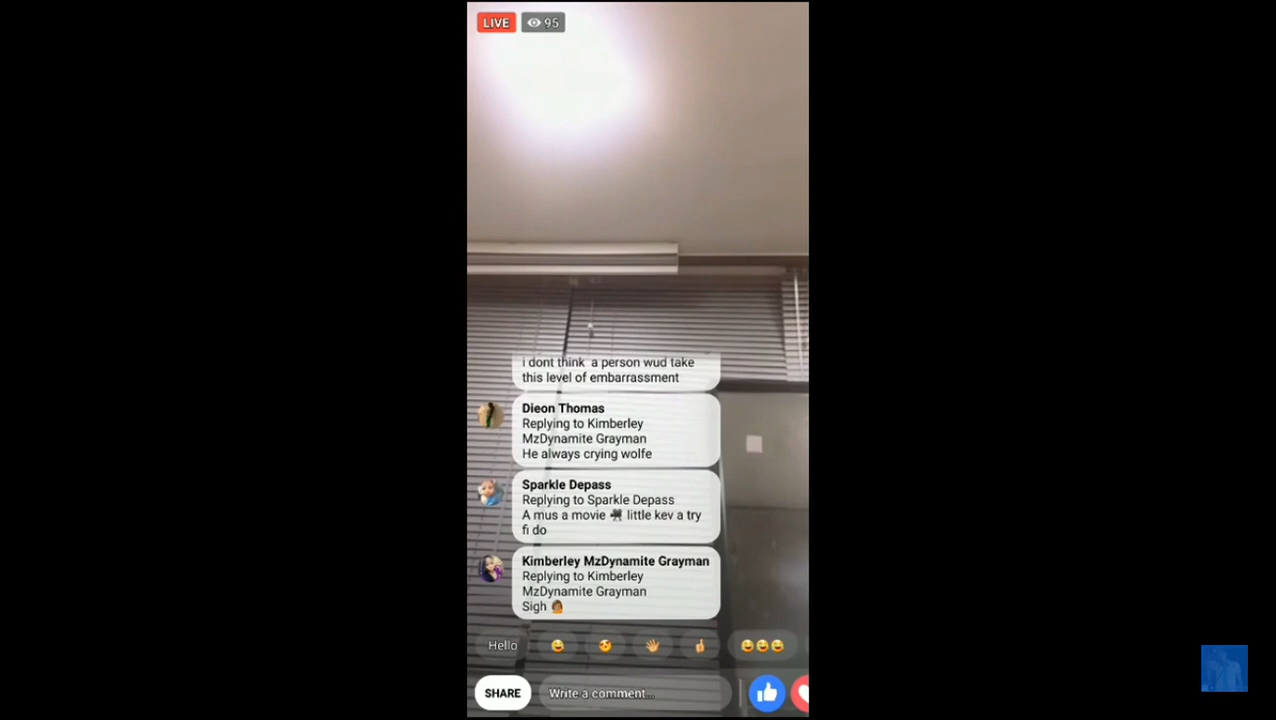 LIVE 95
i dont think a person wud take
this level of embarrassment
Dieon Thomas
Replying to Kimberley
MzDynamite Grayman
He always crying wolfe
Sparkle Depass
Replying to Sparkle Depass
A mus a movie 🎥 little kev a try
fi do
Kimberley MzDynamite Grayman
Replying to Kimberley
MzDynamite Grayman
Sigh 🤦🏽
Hello 😂 😍 👋 👍 😂😂😂
SHARE Write a comment...